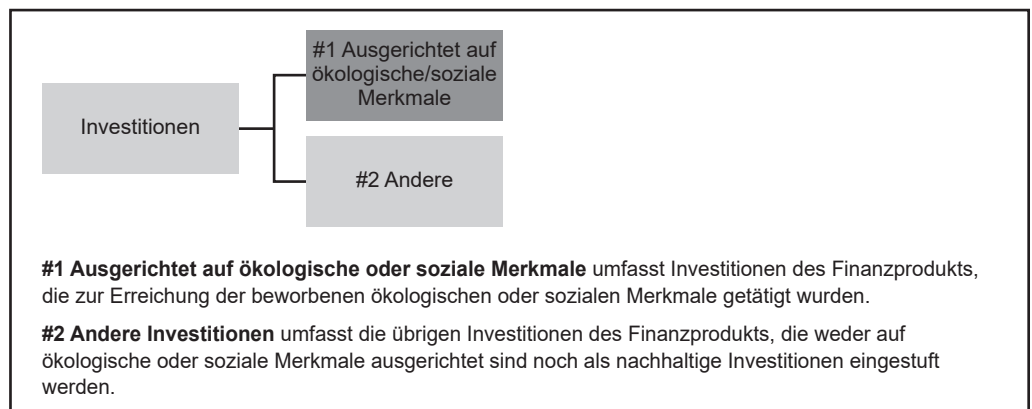 #1 Ausgerichtet auf
ökologische/soziale
Merkmale
Investitionen
#2 Andere
#1 Ausgerichtet auf ökologische oder soziale Merkmale umfasst Investitionen des Finanzprodukts,
die zur Erreichung der beworbenen ökologischen oder sozialen Merkmale getätigt wurden.
#2 Andere Investitionen umfasst die übrigen Investitionen des Finanzprodukts, die weder auf
ökologische oder soziale Merkmale ausgerichtet sind noch als nachhaltige Investitionen eingestuft
werden.